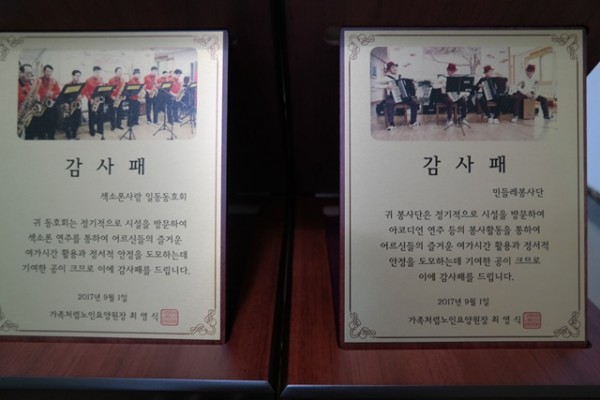 감 사 패
색소폰사랑 일동동호회
귀 동호회는 정기적으로 시설을 방문하여
색소폰 연주를 통하여 어르신들의 즐거운
여가시간 활용과 정서적 안정을 도모하는데
기여한 공이 크므로 이에 감사패를 드립니다.
2017년 9월 1일
가족처럼노인요양원장 최 영 식
감 사 패
민들레봉사단
귀 봉사단은 정기적으로 시설을 방문하여
아코디언 연주 등의 봉사활동을 통하여
어르신들의 즐거운 여가시간 활용과 정서적
안정을 도모하는데 기여한 공이 크므로
이에 감사패를 드립니다.
2017년 9월 1일
가족처럼노인요양원장 최 영 식